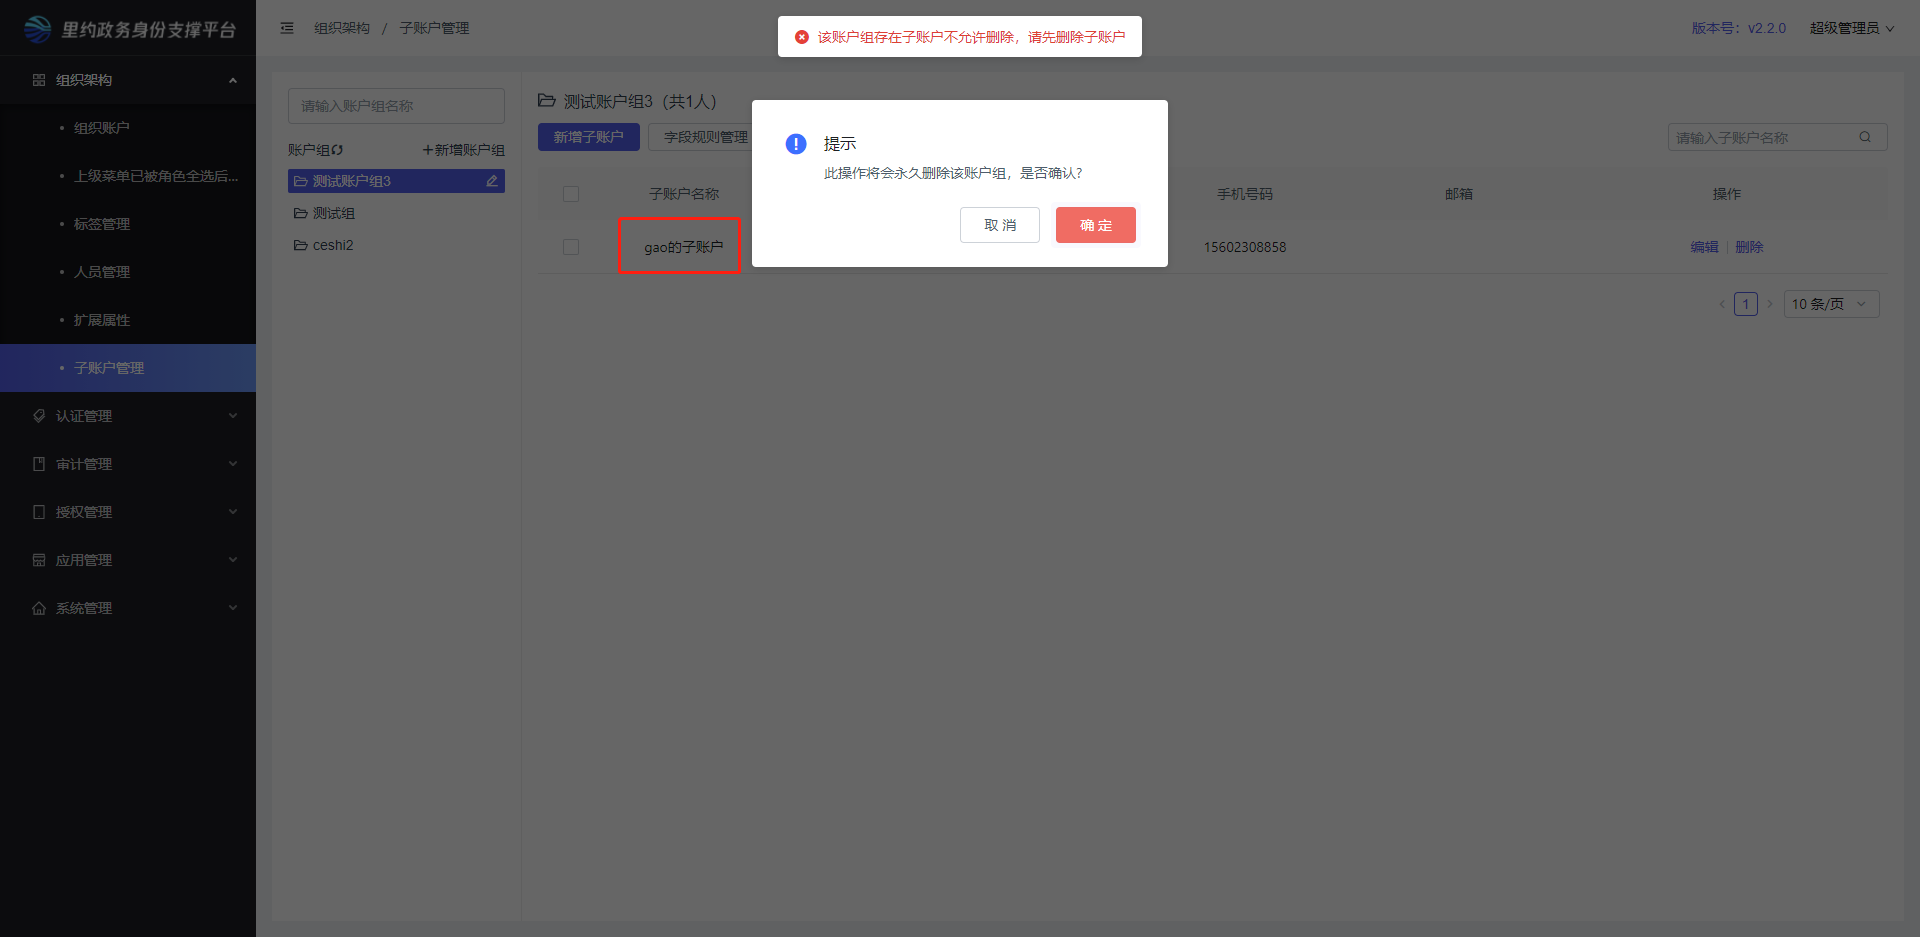 里约政务身份支撑平台
组织架构 / 子账户管理
该账户组存在子账户不允许删除，请先删除子账户
版本号：v2.2.0
超级管理员
组织架构
组织账户
上级菜单已被角色全选后...
标签管理
人员管理
扩展属性
子账户管理
认证管理
审计管理
授权管理
应用管理
系统管理
请输入账户组名称
账户组
+新增账户组
测试账户组3
测试组
ceshi2
测试账户组3（共1人）
新增子账户
字段规则管理
请输入子账户名称
子账户名称
手机号码
邮箱
操作
gao的子账户
15602308858
编辑
删除
1
10 条/页
提示
此操作将会永久删除该账户组，是否确认?
取 消
确 定